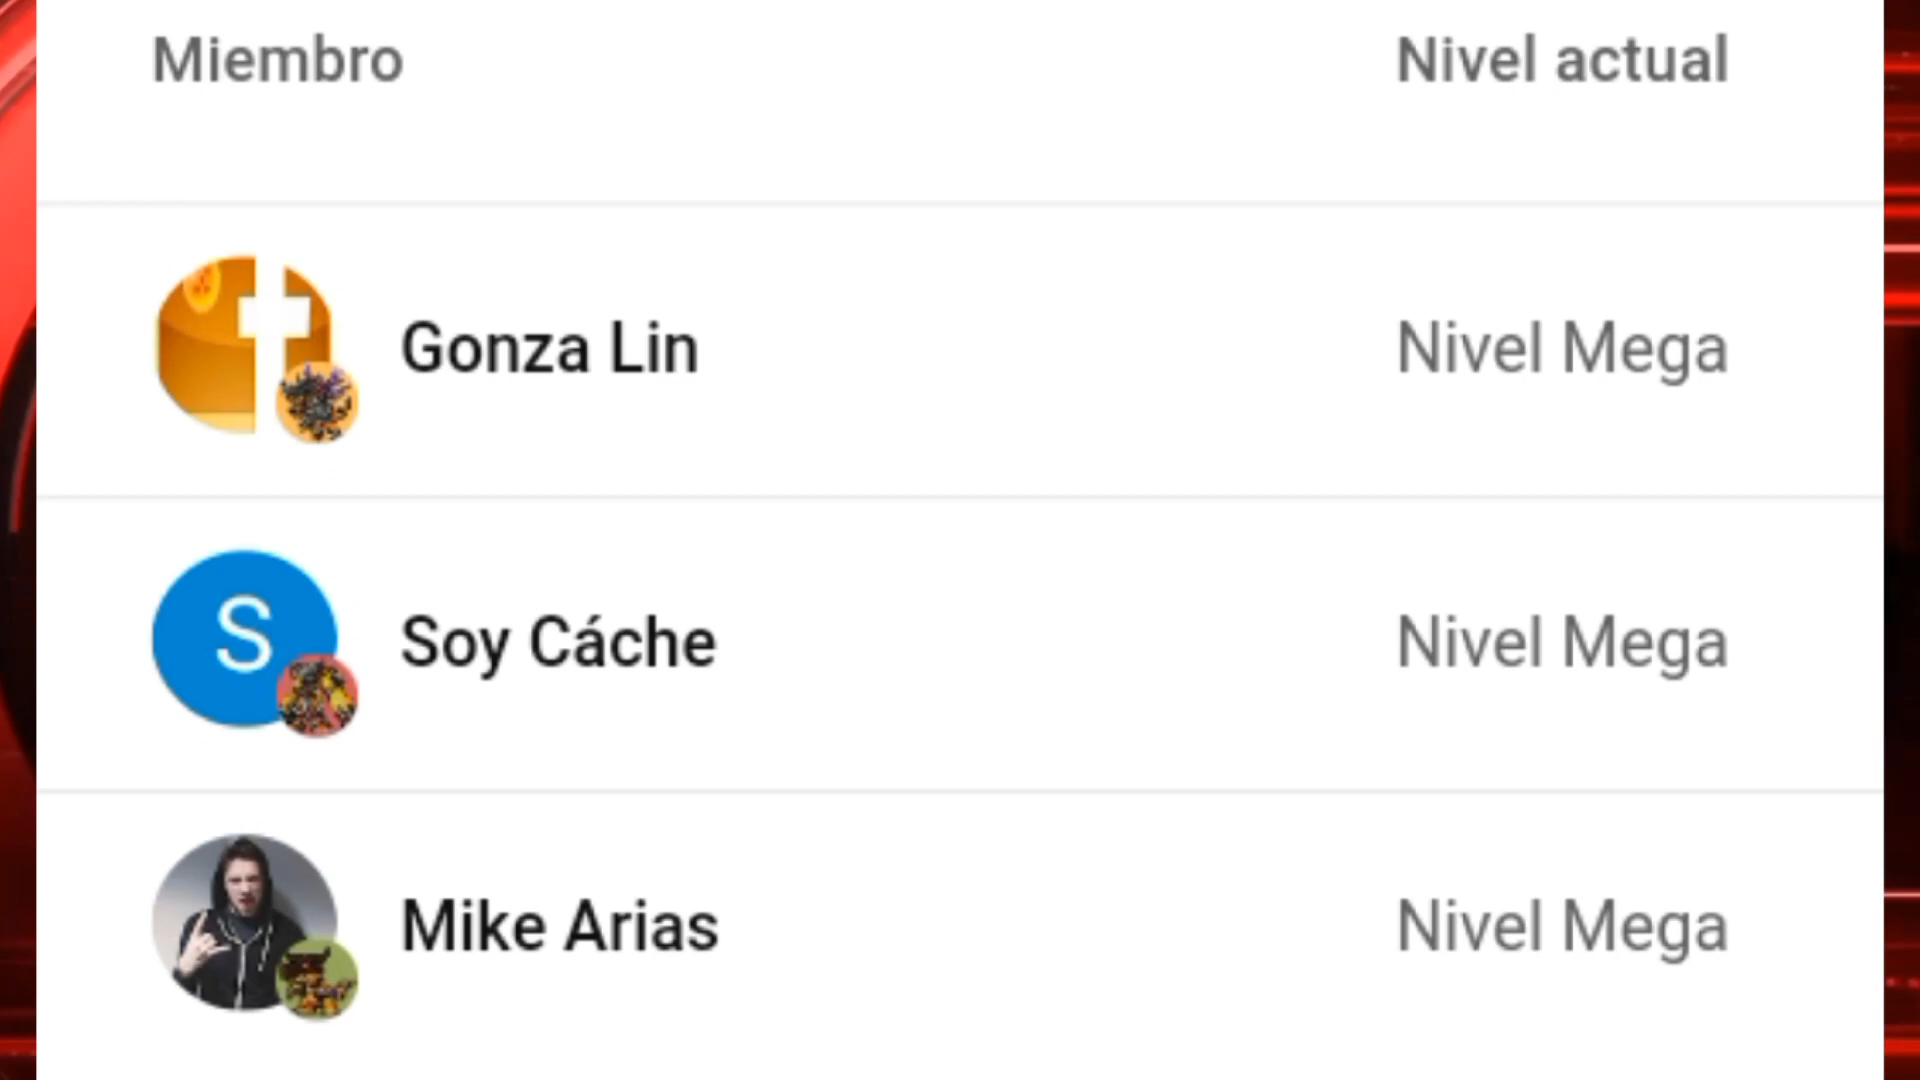 Miembro Nivel actual
Gonza Lin Nivel Mega
S
Soy Cáche Nivel Mega
Mike Arias Nivel Mega